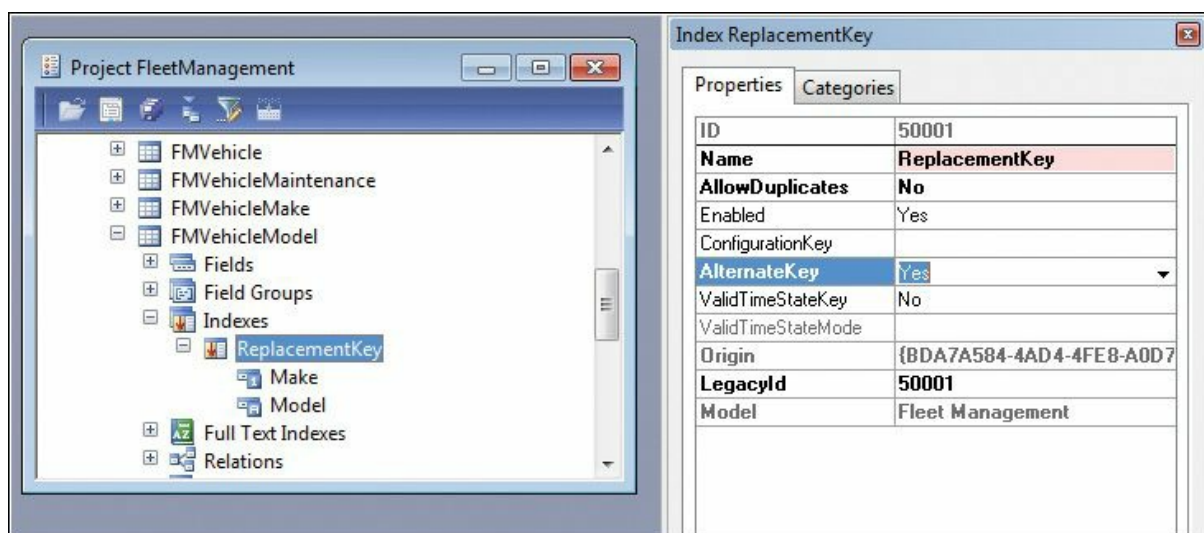 Project FleetManagement
FMVehicle
FMVehicleMaintenance
FMVehicleMake
FMVehicleModel
Fields
Field Groups
Indexes
ReplacementKey
Make
Model
Full Text Indexes
Relations
Index ReplacementKey
Properties Categories
ID 50001
Name ReplacementKey
AllowDuplicates No
Enabled Yes
ConfigurationKey
AlternateKey Yes
ValidTimeStateKey No
ValidTimeStateMode
Origin {BDA7A584-4AD4-4FE8-A0D7
LegacyId 50001
Model Fleet Management